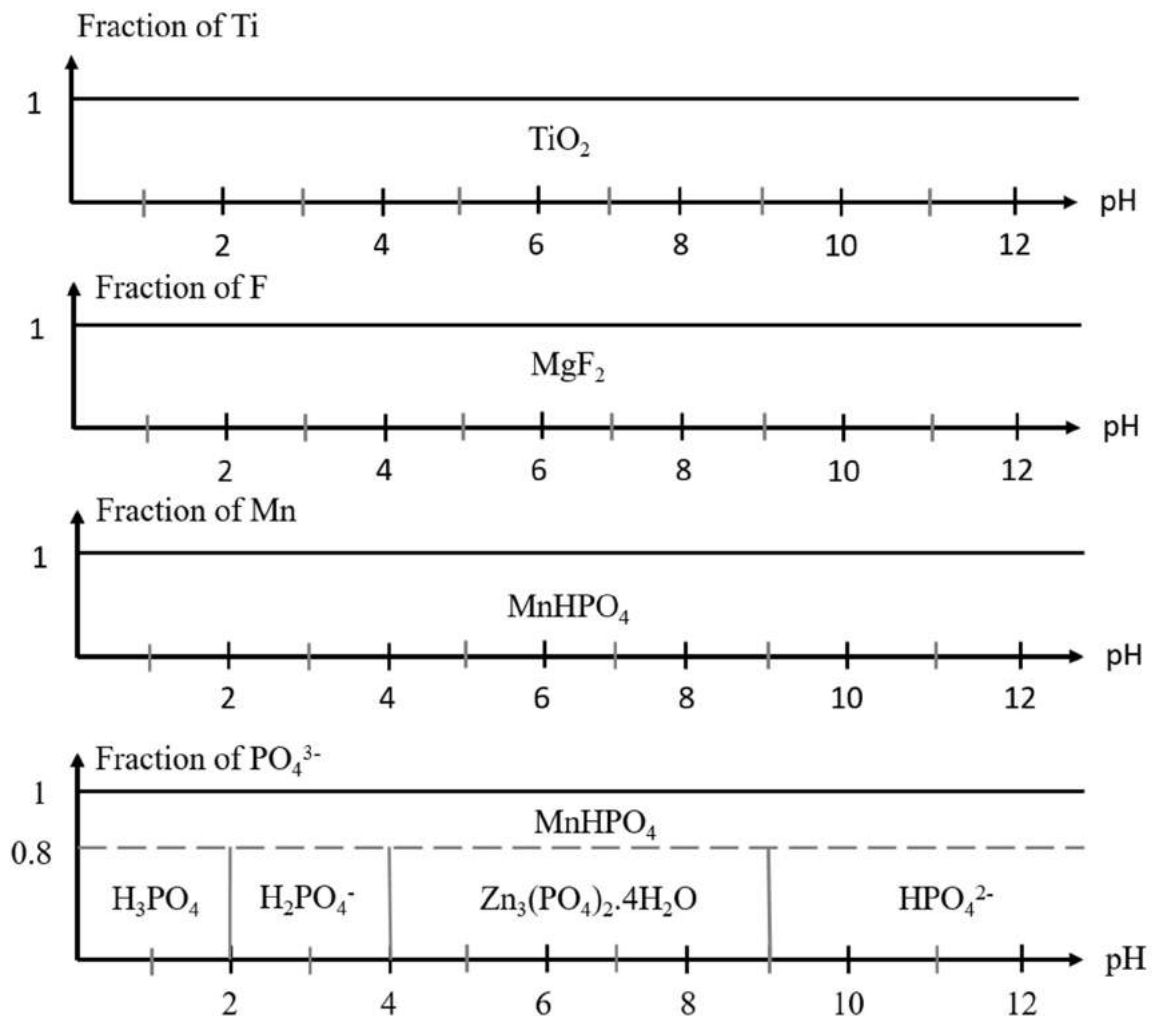 Fraction of Ti
1
TiO₂
pH
2 4 6 8 10 12
Fraction of F
1
MgF₂
pH
2 4 6 8 10 12
Fraction of Mn
1
MnHPO₄
pH
2 4 6 8 10 12
Fraction of PO₄³⁻
1
MnHPO₄
0.8
H₃PO₄ H₂PO₄⁻ Zn₃(PO₄)₂.4H₂O HPO₄²⁻
pH
2 4 6 8 10 12